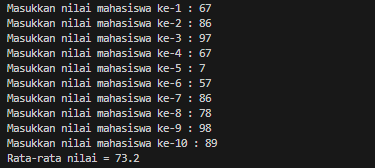 Masukkan nilai mahasiswa ke-1 : 67
Masukkan nilai mahasiswa ke-2 : 86
Masukkan nilai mahasiswa ke-3 : 97
Masukkan nilai mahasiswa ke-4 : 67
Masukkan nilai mahasiswa ke-5 : 7
Masukkan nilai mahasiswa ke-6 : 57
Masukkan nilai mahasiswa ke-7 : 86
Masukkan nilai mahasiswa ke-8 : 78
Masukkan nilai mahasiswa ke-9 : 98
Masukkan nilai mahasiswa ke-10 : 89
Rata-rata nilai = 73.2